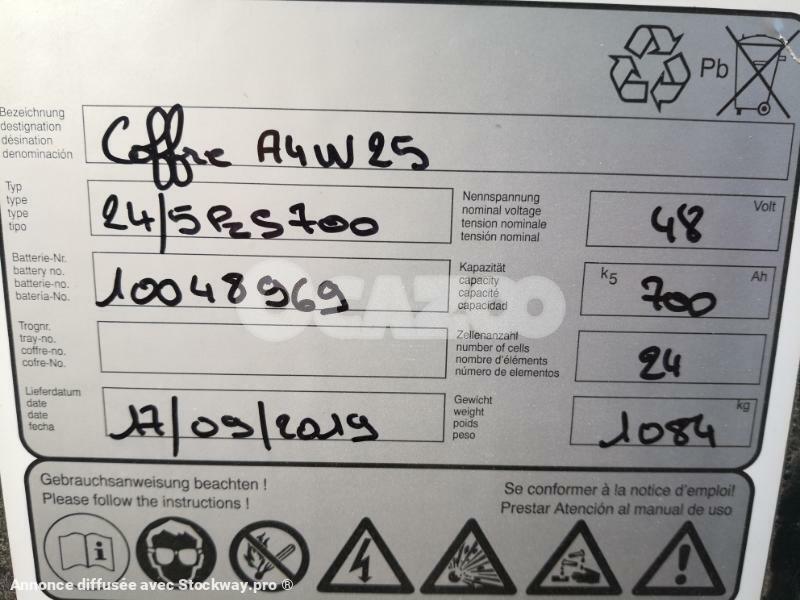 Pb
Bezeichnung
designation
désination
denominación
Coffre A4W25
Typ
type
type
tipo
24/5PzS700
Nennspannung
nominal voltage
tension nominale
tensión nominal
48 Volt
Batterie-Nr.
battery no.
batterie-no.
bateria-No.
10048969
Kapazität
capacity
capacité
capacidad
k5 700 Ah
Trognr.
tray-no.
coffre-no.
cofre-No.
Zellenanzahl
number of cells
nombre d'éléments
número de elementos
24
Lieferdatum
date
date
fecha
17/09/2019
Gewicht
weight
poids
peso
1084 kg
CAZOO
Gebrauchsanweisung beachten !
Please follow the instructions !
Se conformer à la notice d'emploi!
Prestar Atención al manual de uso
Annonce diffusée avec Stockway.pro ®